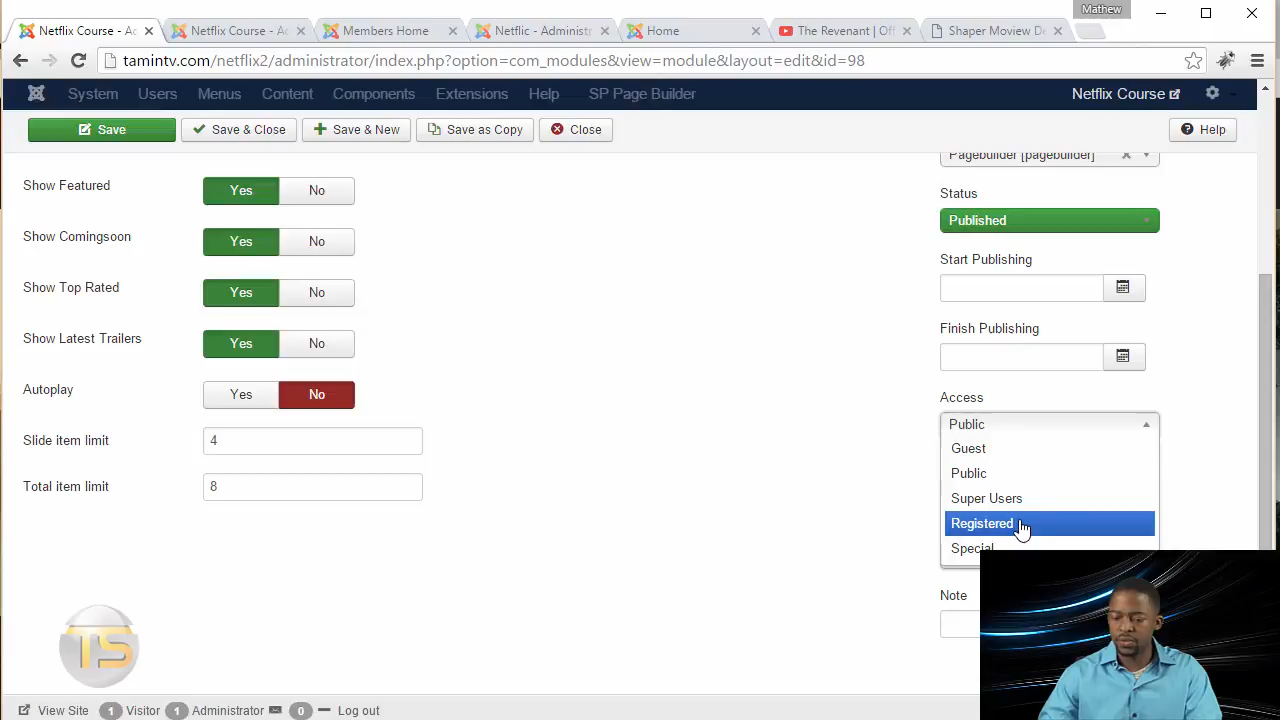 Mathew
Netflix Course - Ac
Netflix Course - Ac
Members Home
Netflic - Administr
Home
The Revenant | Off
Shaper Moview De
tamintv.com/netflix2/administrator/index.php?option=com_modules&view=module&layout=edit&id=98
System Users Menus Content Components Extensions Help SP Page Builder Netflix Course
Save Save & Close Save & New Save as Copy Close Help
Pagebuilder [pagebuilder]
Show Featured Yes No
Status
Published
Show Comingsoon Yes No
Start Publishing
Show Top Rated Yes No
Finish Publishing
Show Latest Trailers Yes No
Autoplay Yes No
Access
Public
Slide item limit 4
Guest
Public
Total item limit 8
Super Users
Registered
Special
Note
TS
View Site 1 Visitor 1 Administrator 0 Log out